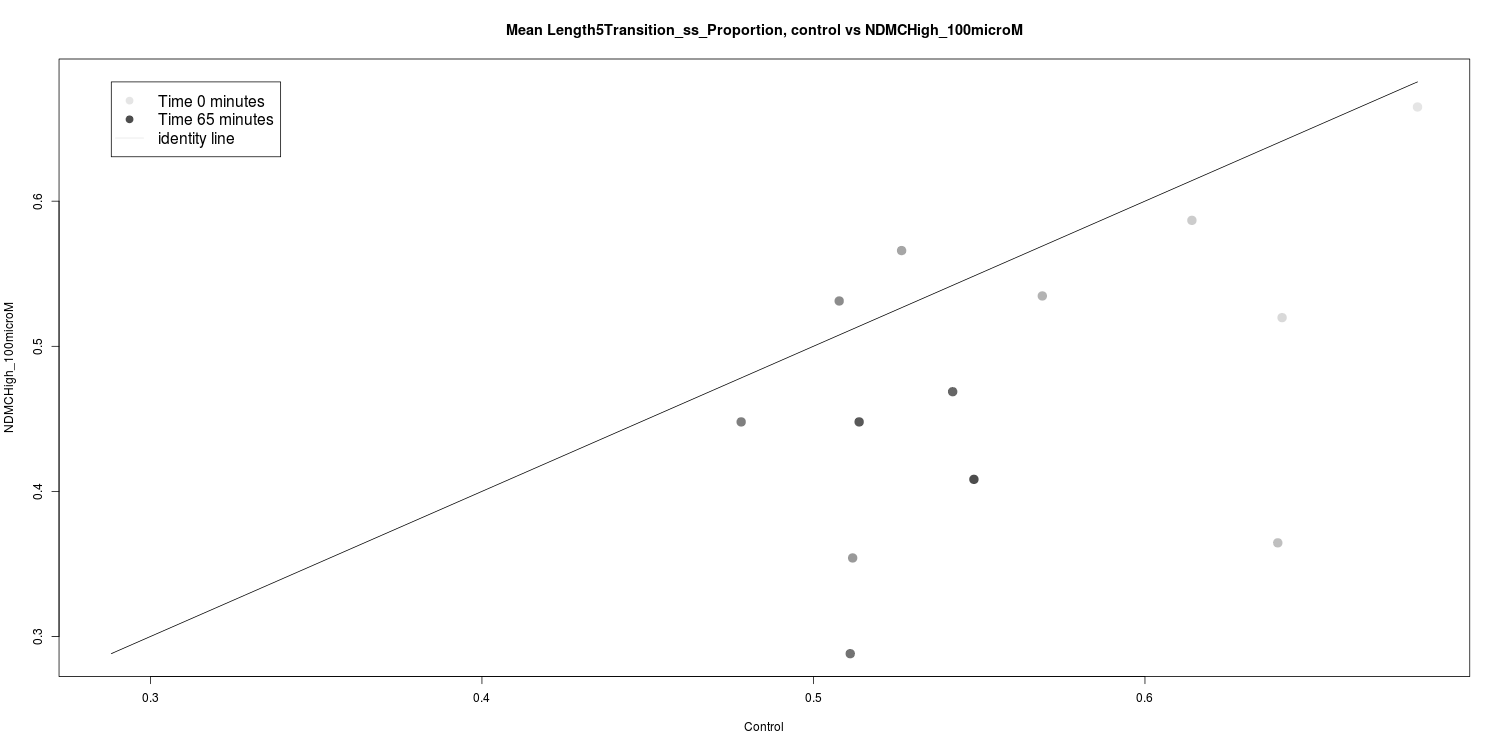 Mean Length5Transition_ss_Proportion, control vs NDMCHigh_100microM
Time 0 minutes
Time 65 minutes
identity line
NDMCHigh_100microM
0.6
0.5
0.4
0.3
0.3
0.4
0.5
0.6
Control